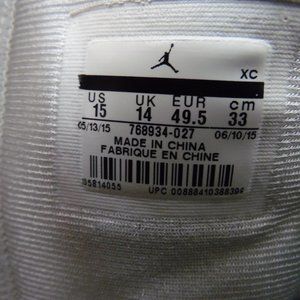 XC
US UK EUR cm
15 14 49.5 33
05/13/15 06/10/15
768934-027
MADE IN CHINA
FABRIQUE EN CHINE
UPC